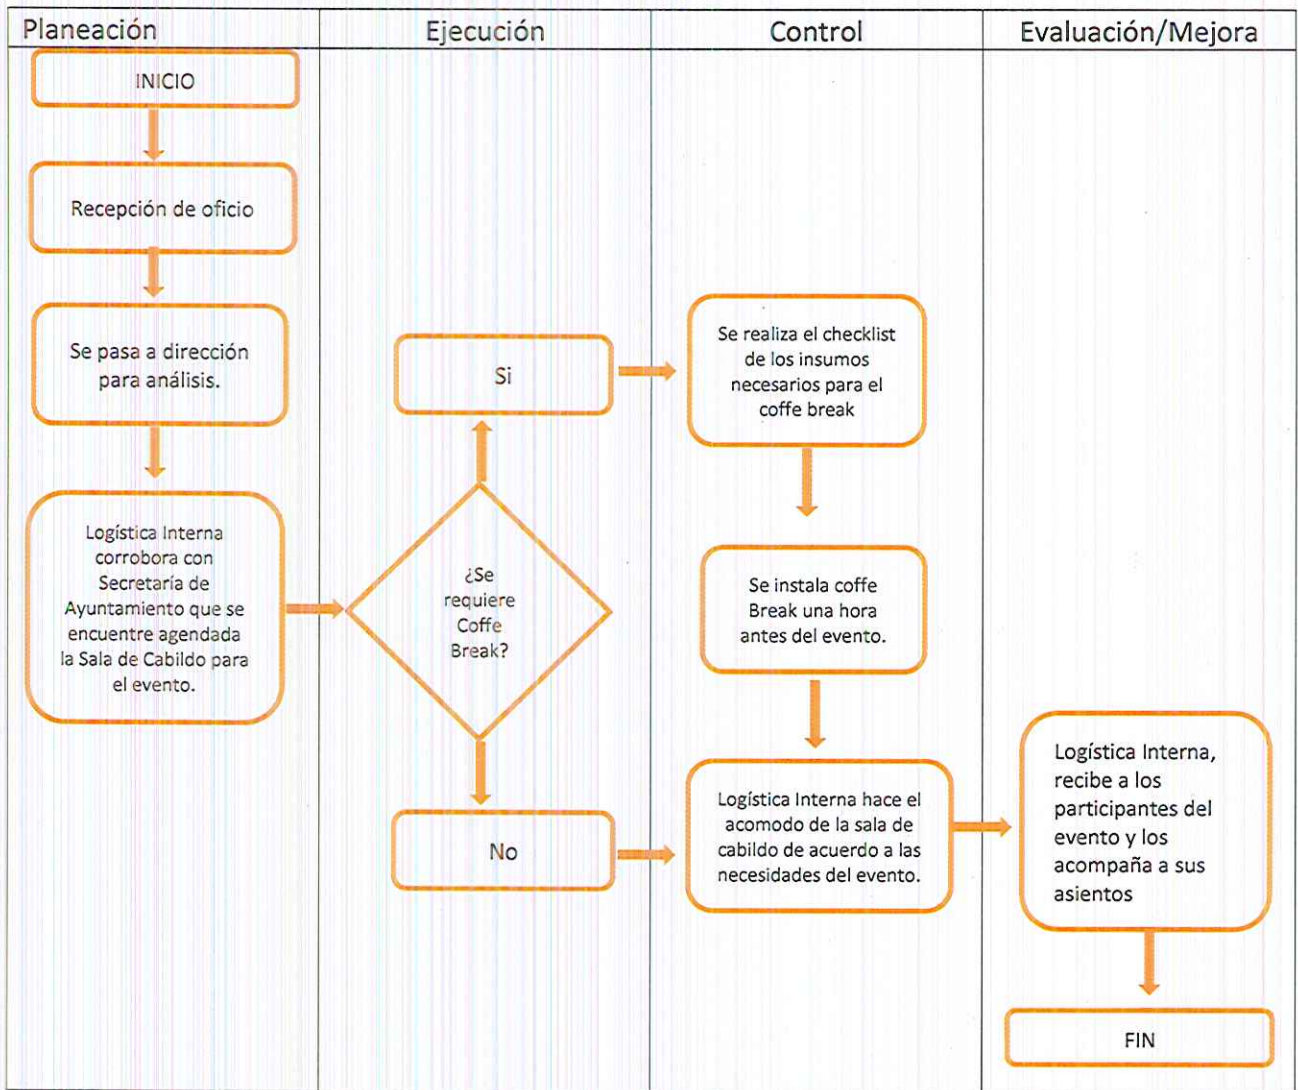 Planeación
Ejecución
Control
Evaluación/Mejora
INICIO
Recepción de oficio
Se pasa a dirección
para análisis.
Logística Interna
corrobora con
Secretaría de
Ayuntamiento que se
encuentre agendada
la Sala de Cabildo para
el evento.
¿Se
requiere
Coffe
Break?
Si
No
Se realiza el checklist
de los insumos
necesarios para el
coffe break
Se instala coffe
Break una hora
antes del evento.
Logística Interna hace el
acomodo de la sala de
cabildo de acuerdo a las
necesidades del evento.
Logística Interna,
recibe a los
participantes del
evento y los
acompaña a sus
asientos
FIN